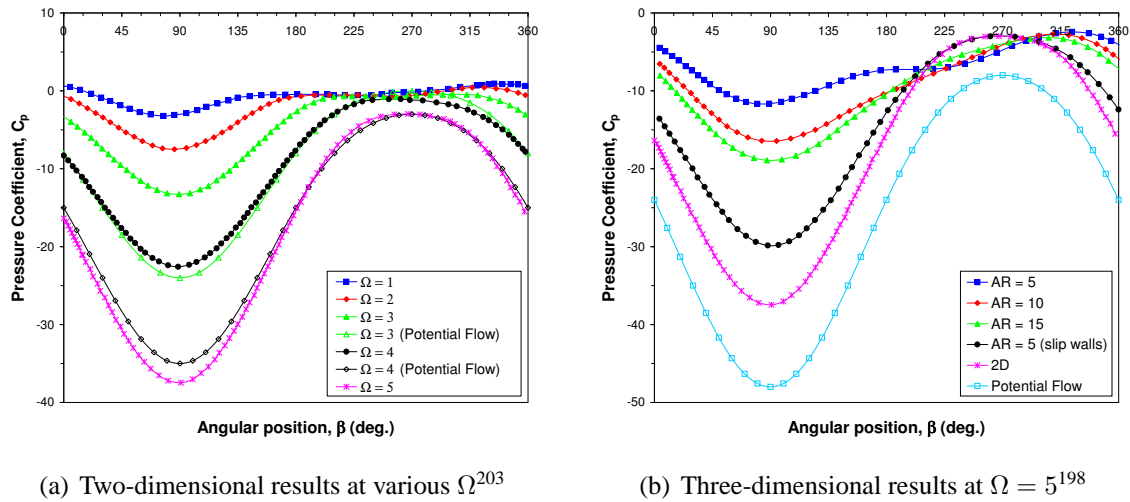 10
0
-10
-20
-30
-40
0 45 90 135 180 225 270 315 360
Pressure Coefficient, Cₚ
Angular position, β (deg.)
Ω = 1
Ω = 2
Ω = 3
Ω = 3 (Potential Flow)
Ω = 4
Ω = 4 (Potential Flow)
Ω = 5
(a) Two-dimensional results at various Ω²⁰³
0
-10
-20
-30
-40
-50
0 45 90 135 180 225 270 315 360
Pressure Coefficient, Cₚ
Angular position, β (deg.)
AR = 5
AR = 10
AR = 15
AR = 5 (slip walls)
2D
Potential Flow
(b) Three-dimensional results at Ω = 5¹⁹⁸